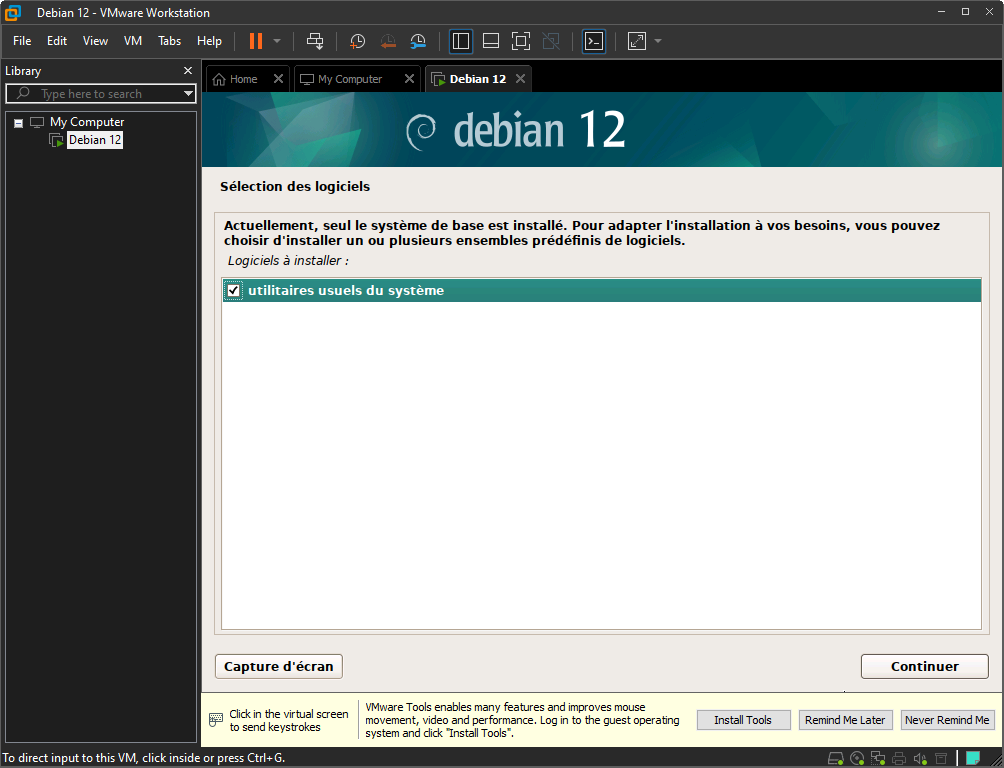 Debian 12 - VMware Workstation
File Edit View VM Tabs Help
Library
Type here to search
My Computer
Debian 12
Home
My Computer
Debian 12
debian 12
Sélection des logiciels
Actuellement, seul le système de base est installé. Pour adapter l'installation à vos besoins, vous pouvez
choisir d'installer un ou plusieurs ensembles prédéfinis de logiciels.
Logiciels à installer :
utilitaires usuels du système
Capture d'écran
Continuer
Click in the virtual screen
to send keystrokes
VMware Tools enables many features and improves mouse
movement, video and performance. Log in to the guest operating
system and click "Install Tools".
Install Tools
Remind Me Later
Never Remind Me
To direct input to this VM, click inside or press Ctrl+G.